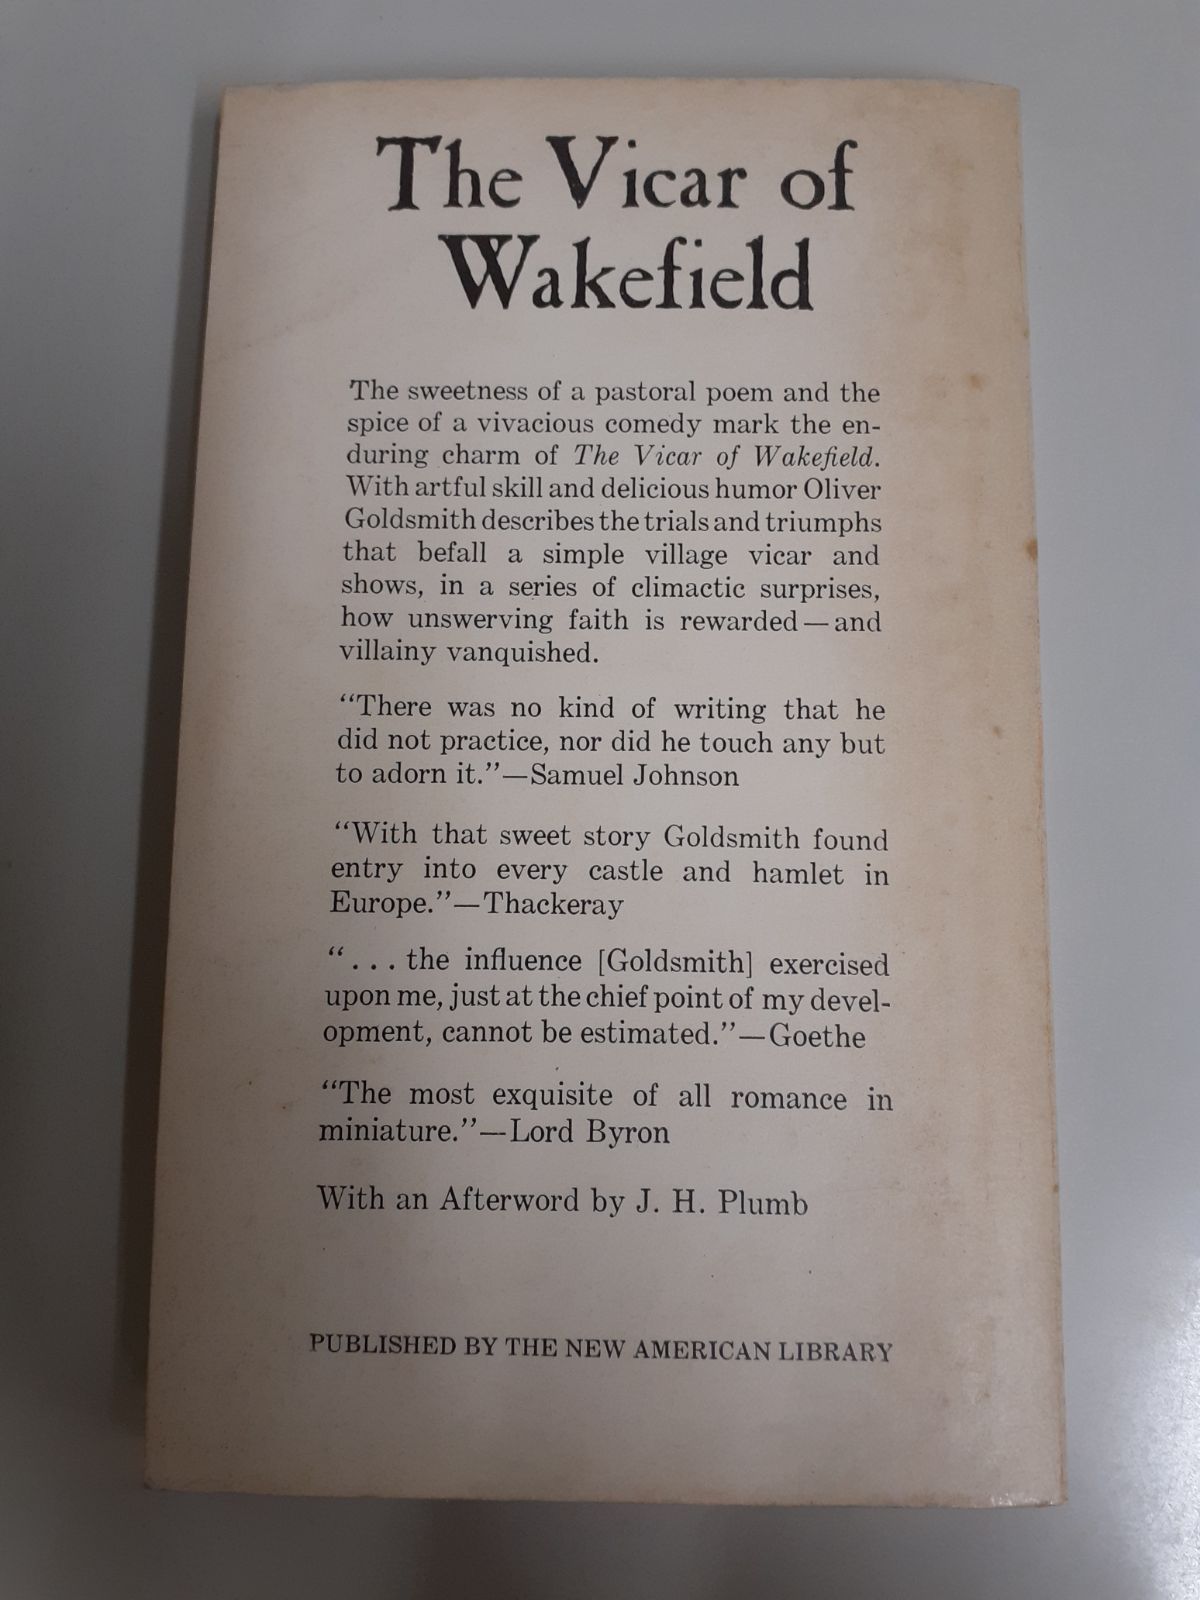 The Vicar of
Wakefield
The sweetness of a pastoral poem and the
spice of a vivacious comedy mark the en-
during charm of The Vicar of Wakefield.
With artful skill and delicious humor Oliver
Goldsmith describes the trials and triumphs
that befall a simple village vicar and
shows, in a series of climactic surprises,
how unswerving faith is rewarded—and
villainy vanquished.
“There was no kind of writing that he
did not practice, nor did he touch any but
to adorn it.”—Samuel Johnson
“With that sweet story Goldsmith found
entry into every castle and hamlet in
Europe.”—Thackeray
“. . . the influence [Goldsmith] exercised
upon me, just at the chief point of my devel-
opment, cannot be estimated.”—Goethe
“The most exquisite of all romance in
miniature.”—Lord Byron
With an Afterword by J. H. Plumb
PUBLISHED BY THE NEW AMERICAN LIBRARY